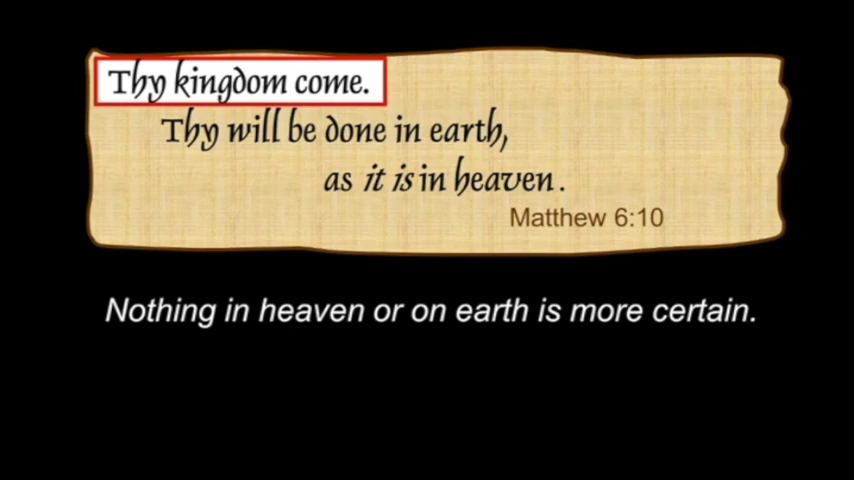 Thy kingdom come.
Thy will be done in earth,
as it is in heaven.
Matthew 6:10
Nothing in heaven or on earth is more certain.